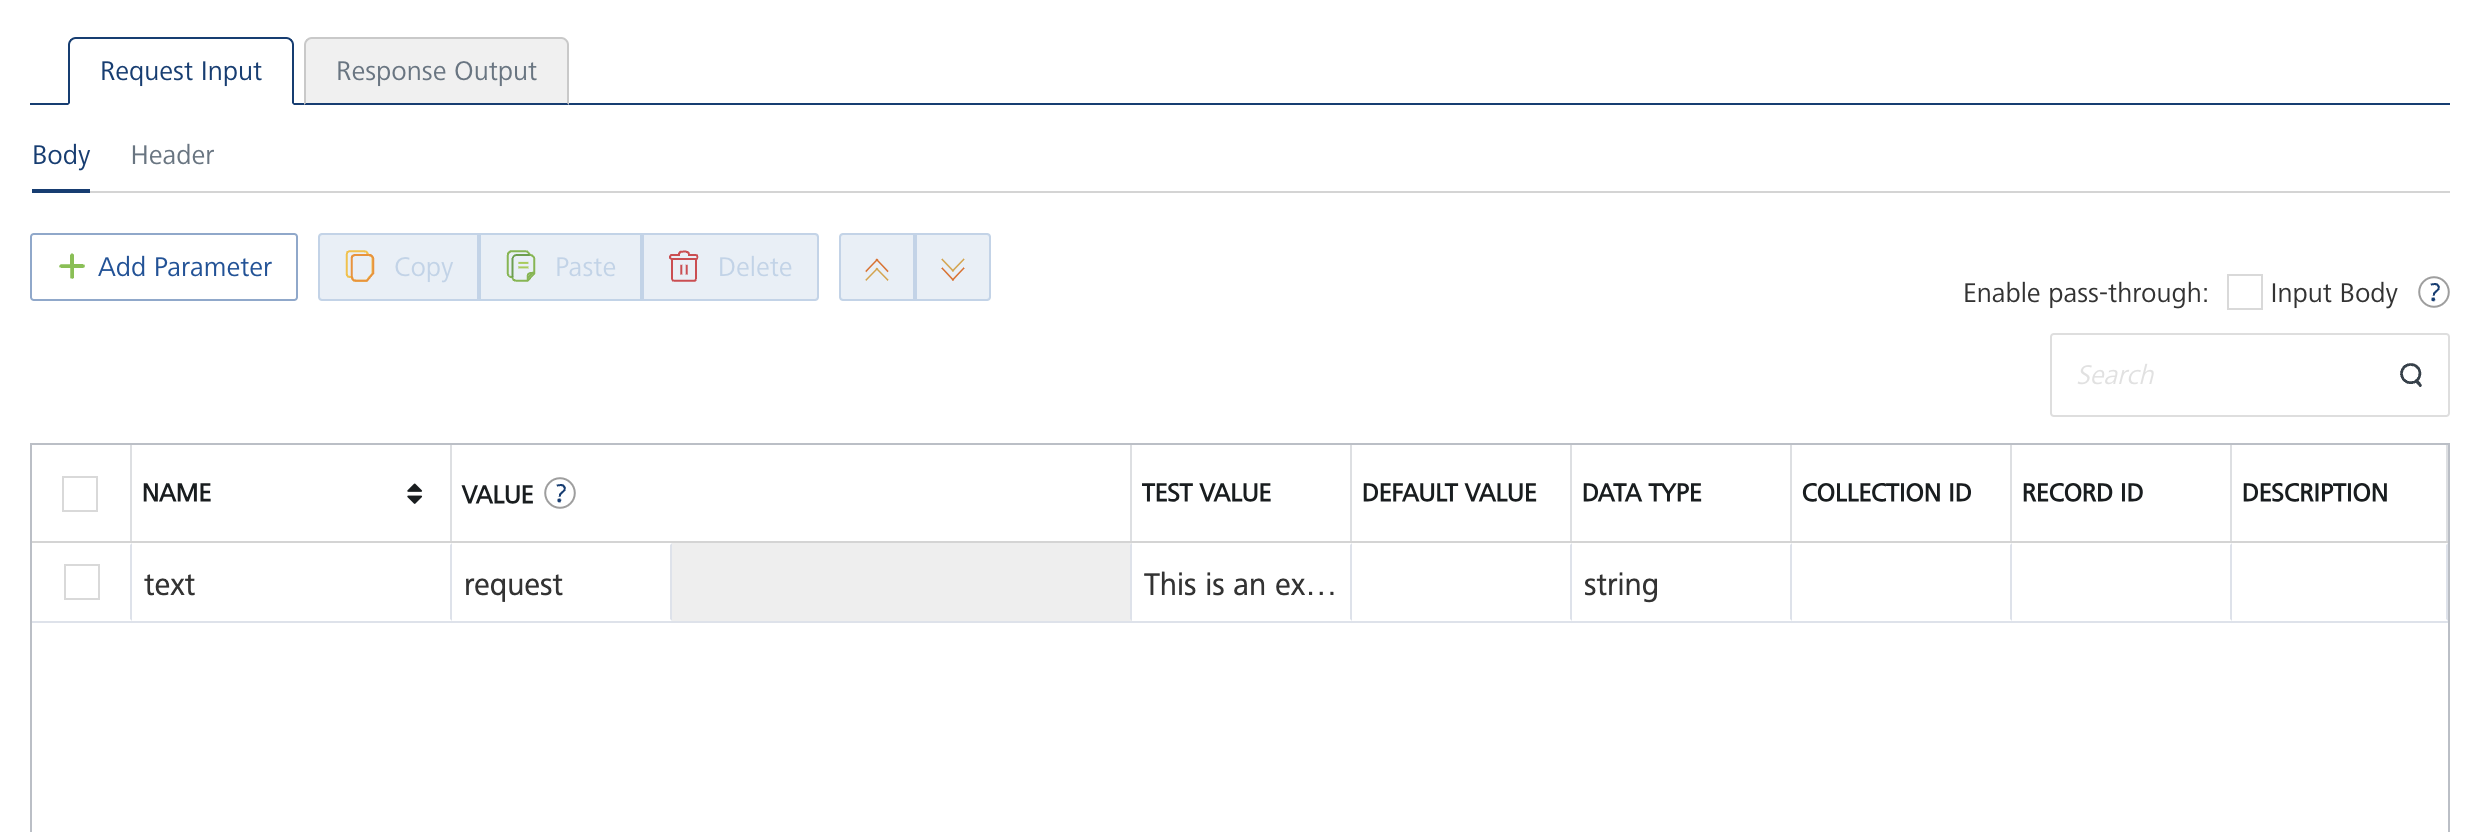 Request Input Response Output
Body Header
Add Parameter Copy Paste Delete
Enable pass-through: Input Body ?
Search
NAME VALUE ? TEST VALUE DEFAULT VALUE DATA TYPE COLLECTION ID RECORD ID DESCRIPTION
text request This is an ex... string